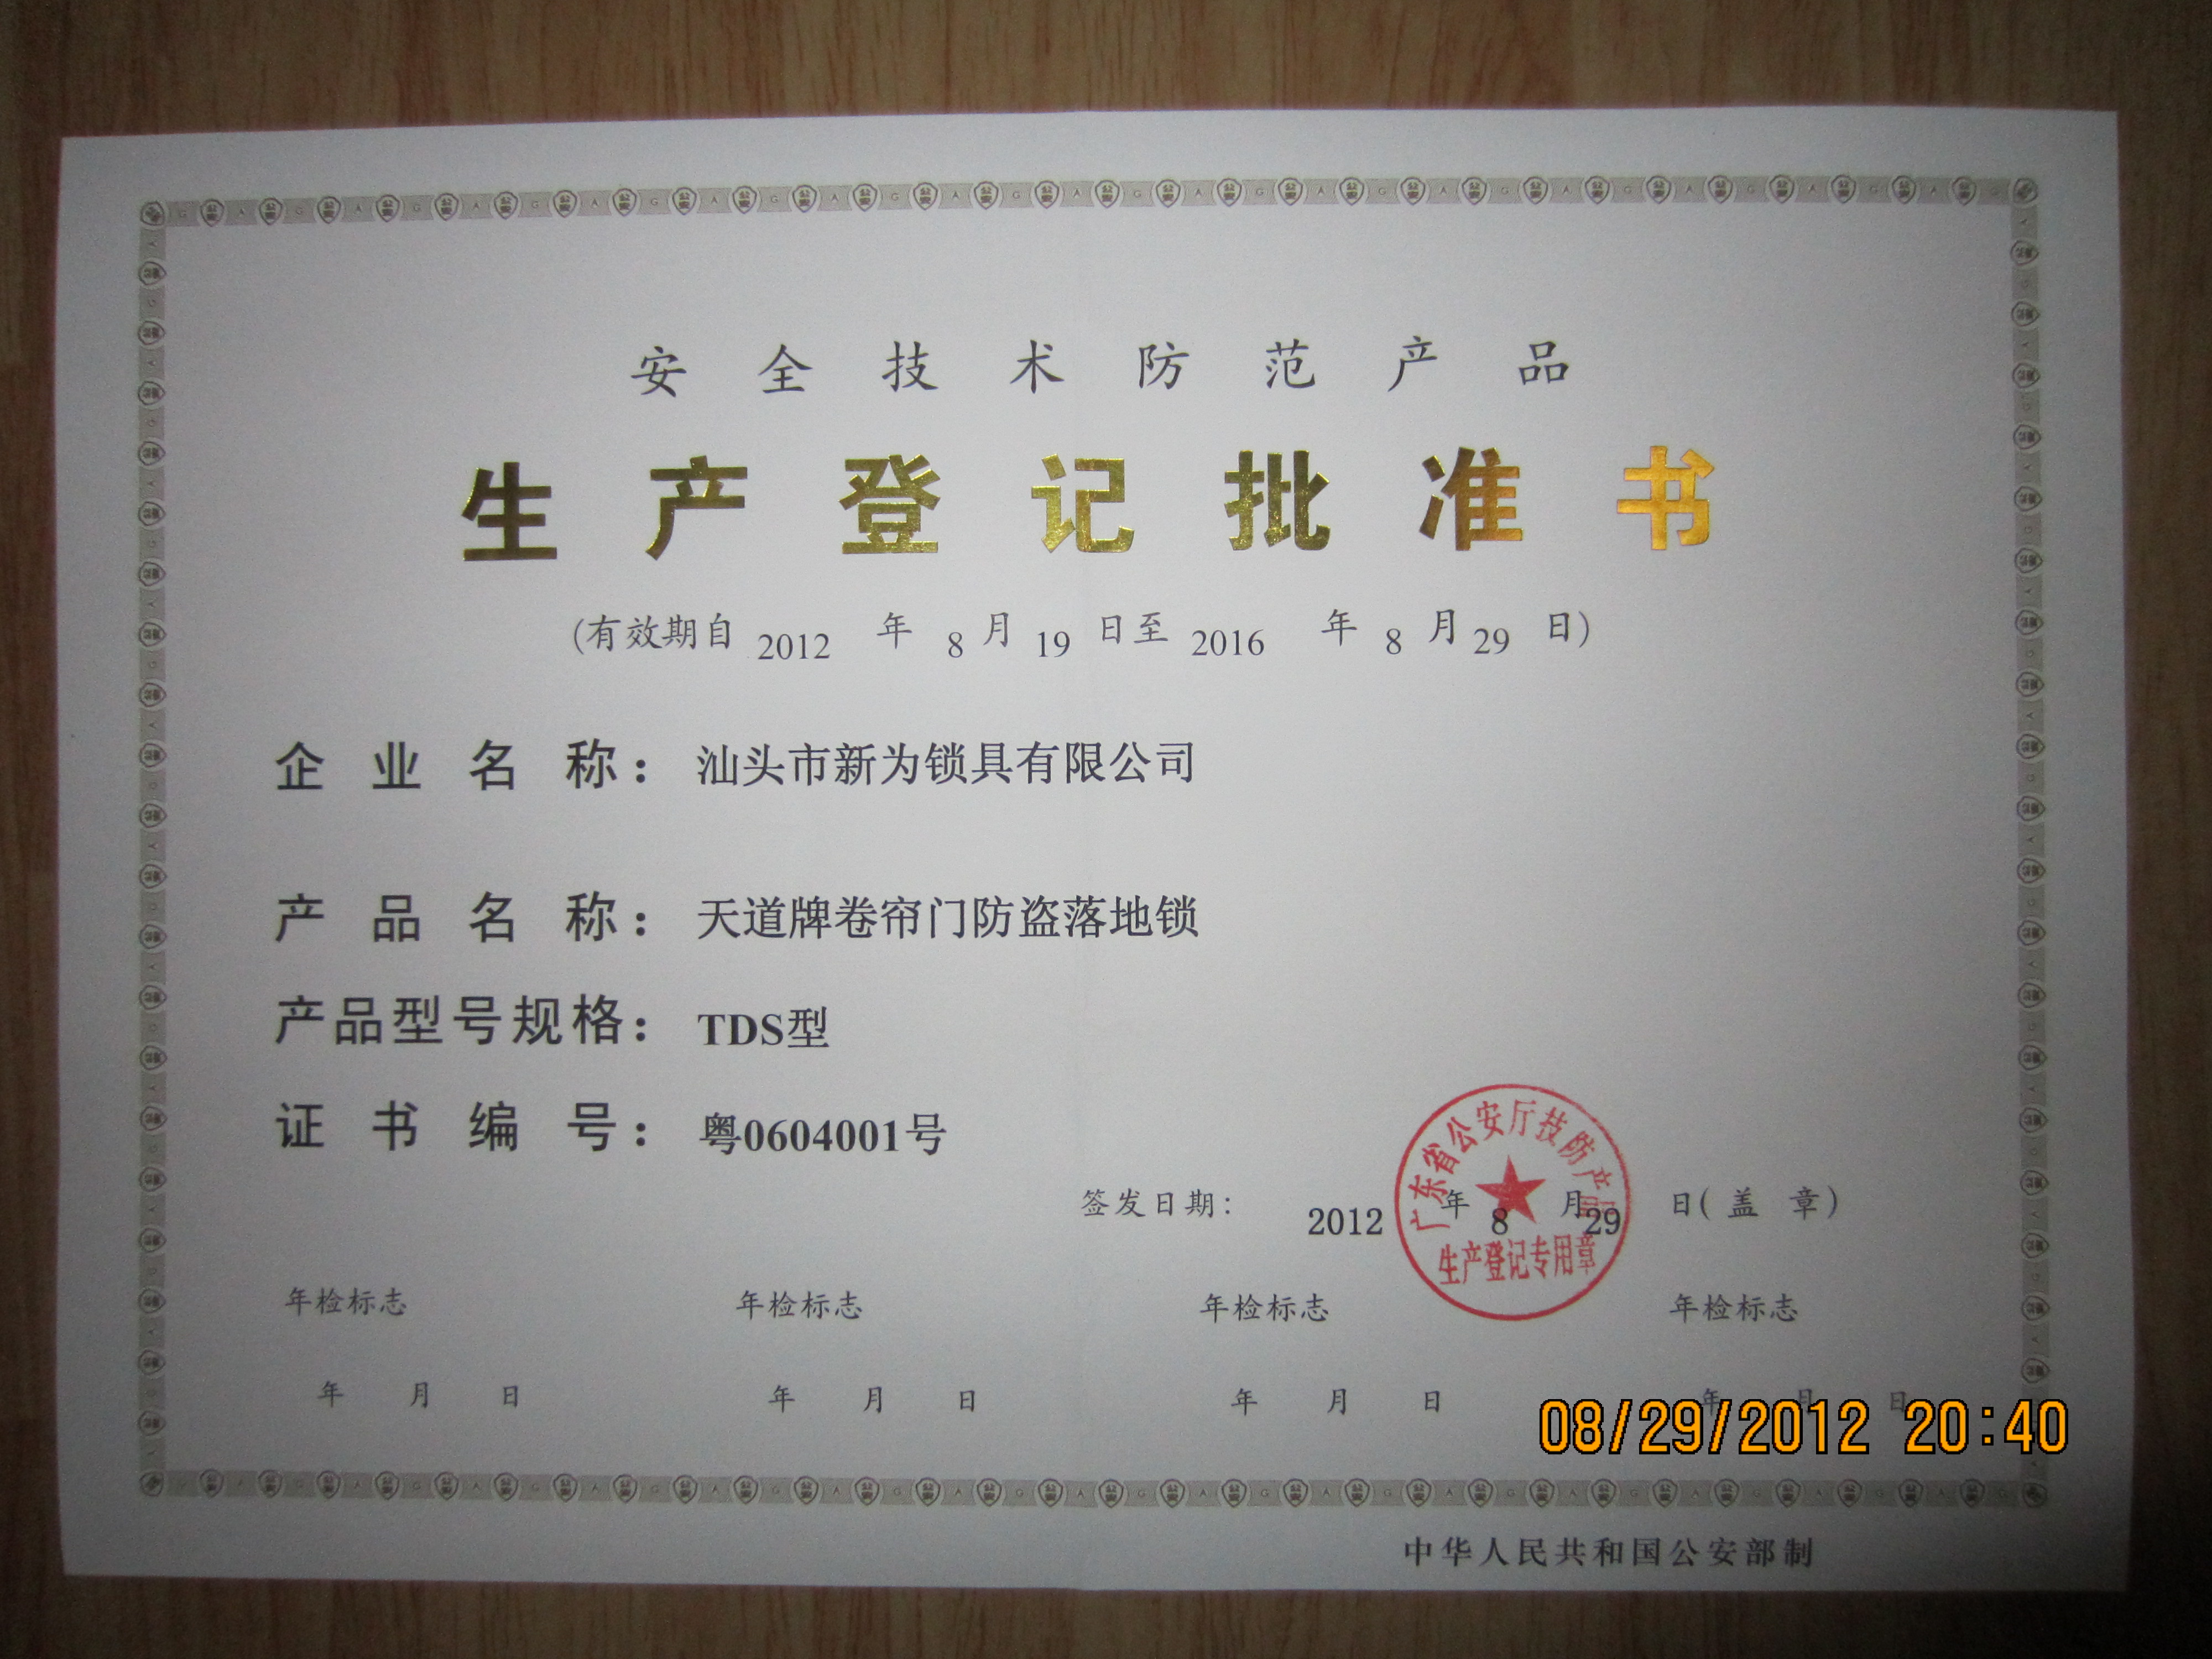 安全技术防范产品
生产登记批准书
(有效期自 2012 年 8 月 19 日至 2016 年 8 月 29 日)
企业名称：汕头市新为锁具有限公司
产品名称：天道牌卷帘门防盗落地锁
产品型号规格：TDS型
证书编号：粤0604001号
广东省公安厅技防产品
签发日期：2012 年 8 月 29 日(盖章)
生产登记专用章
年检标志 年检标志 年检标志 年检标志
年 月 日 年 月 日 年 月 日 年 月 日
08/29/2012 20:40
中华人民共和国公安部制